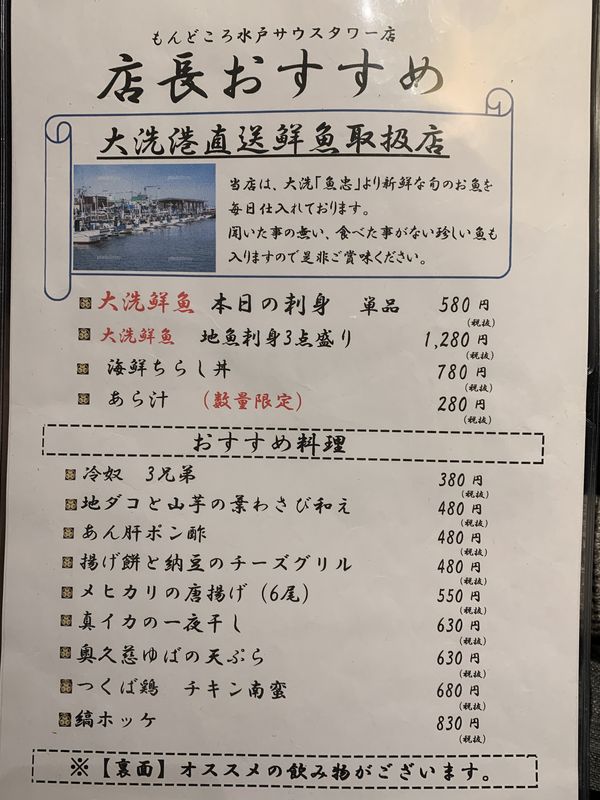 もんどころ水戸サウスタワー店
店長おすすめ
大洗港直送鮮魚取扱店
当店は、大洗「魚忠」より新鮮な旬のお魚を
毎日仕入れております。
聞いた事の無い、食べた事がない珍しい魚も
入りますので是非ご賞味ください。
大洗鮮魚 本日の刺身 単品 580円
(税抜)
大洗鮮魚 地魚刺身3点盛り 1,280円
(税抜)
海鮮ちらし丼 780円
(税抜)
あら汁 (数量限定) 280円
(税抜)
おすすめ料理
冷奴 3兄弟 380円
(税抜)
地ダコと山芋の葉わさび和え 480円
(税抜)
あん肝ポン酢 480円
(税抜)
揚げ餅と納豆のチーズグリル 480円
(税抜)
メヒカリの唐揚げ (6尾) 550円
(税抜)
真イカの一夜干し 630円
(税抜)
奥久慈ゆばの天ぷら 630円
(税抜)
つくば鶏 チキン南蛮 680円
(税抜)
縞ホッケ 830円
(税抜)
※【裏面】オススメの飲み物がございます。